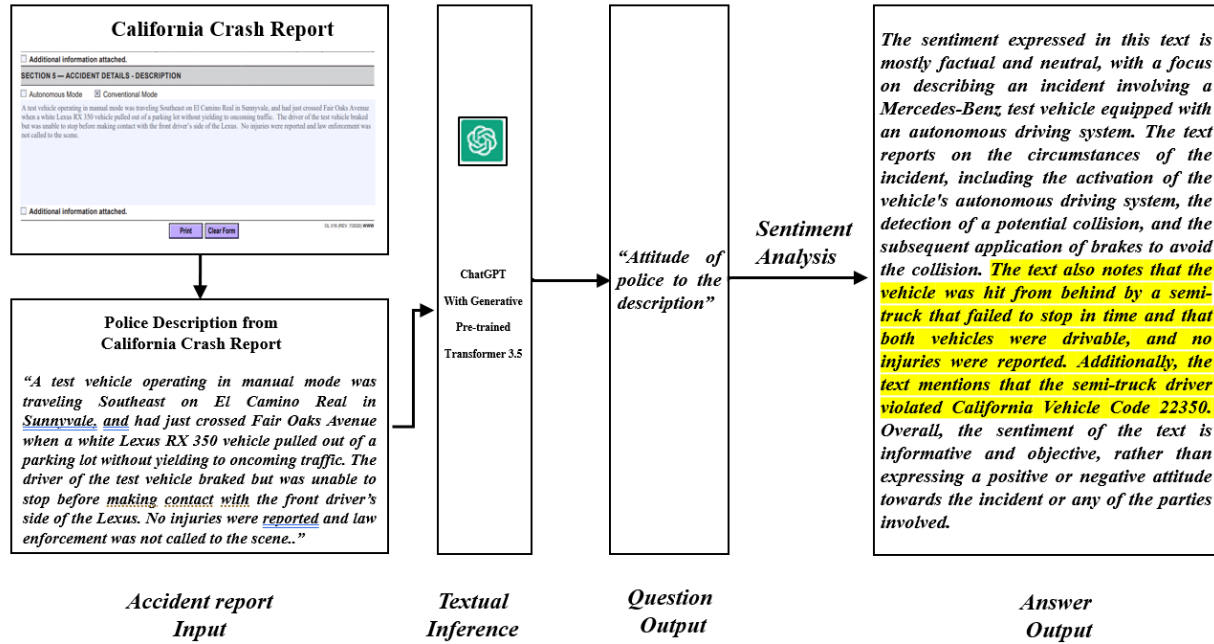 California Crash Report
Additional information attached.
SECTION 5 — ACCIDENT DETAILS - DESCRIPTION
Autonomous Mode Conventional Mode
A test vehicle operating in manual mode was traveling Southeast on El Camino Real in Sunnyvale, and had just crossed Fair Oaks Avenue
when a white Lexus RX 350 vehicle pulled out of a parking lot without yielding to oncoming traffic. The driver of the test vehicle braked
but was unable to stop before making contact with the front driver's side of the Lexus. No injuries were reported and law enforcement was
not called to the scene.
Additional information attached.
Print Clear Form
WWW
Police Description from
California Crash Report
“A test vehicle operating in manual mode was
traveling Southeast on El Camino Real in
Sunnyvale, and had just crossed Fair Oaks Avenue
when a white Lexus RX 350 vehicle pulled out of a
parking lot without yielding to oncoming traffic. The
driver of the test vehicle braked but was unable to
stop before making contact with the front driver’s
side of the Lexus. No injuries were reported and law
enforcement was not called to the scene..”
Accident report
Input
ChatGPT
With Generative
Pre-trained
Transformer 3.5
Textual
Inference
“Attitude of
police to the
description”
Question
Output
Sentiment
Analysis
The sentiment expressed in this text is
mostly factual and neutral, with a focus
on describing an incident involving a
Mercedes-Benz test vehicle equipped with
an autonomous driving system. The text
reports on the circumstances of the
incident, including the activation of the
vehicle's autonomous driving system, the
detection of a potential collision, and the
subsequent application of brakes to avoid
the collision. The text also notes that the
vehicle was hit from behind by a semi-
truck that failed to stop in time and that
both vehicles were drivable, and no
injuries were reported. Additionally, the
text mentions that the semi-truck driver
violated California Vehicle Code 22350.
Overall, the sentiment of the text is
informative and objective, rather than
expressing a positive or negative attitude
towards the incident or any of the parties
involved.
Answer
Output